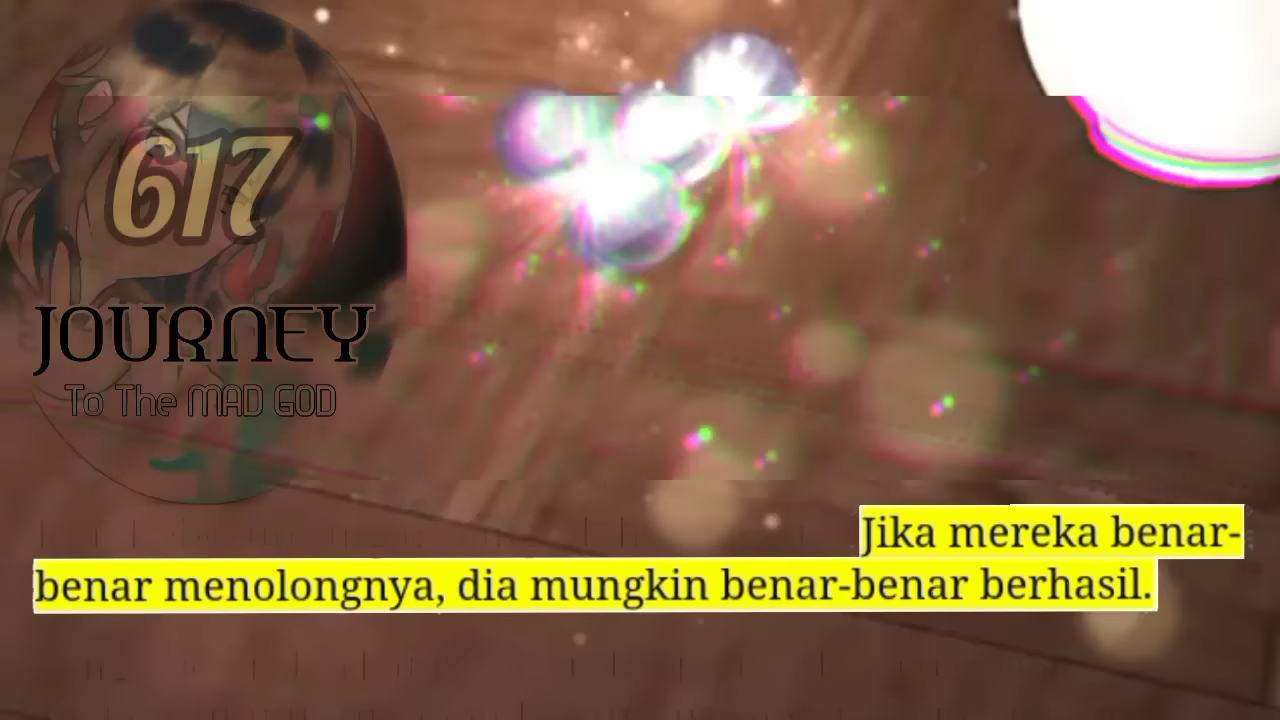 617
JOURNEY
To The MAD GOD
Jika mereka benar-
benar menolongnya, dia mungkin benar-benar berhasil.